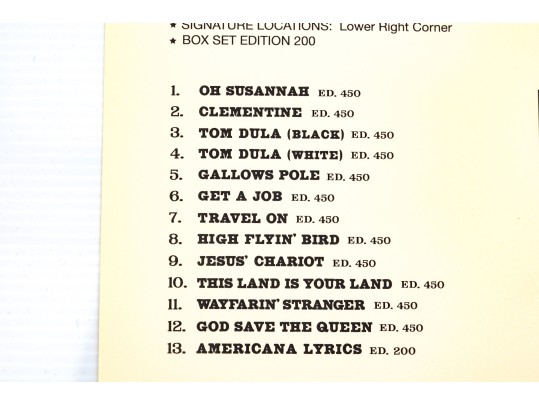 ★ SIGNATURE LOCATIONS: Lower Right Corner
★ BOX SET EDITION 200
1. OH SUSANNAH ED. 450
2. CLEMENTINE ED. 450
3. TOM DULA (BLACK) ED. 450
4. TOM DULA (WHITE) ED. 450
5. GALLOWS POLE ED. 450
6. GET A JOB ED. 450
7. TRAVEL ON ED. 450
8. HIGH FLYIN' BIRD ED. 450
9. JESUS' CHARIOT ED. 450
10. THIS LAND IS YOUR LAND ED. 450
11. WAYFARIN' STRANGER ED. 450
12. GOD SAVE THE QUEEN ED. 450
13. AMERICANA LYRICS ED. 200